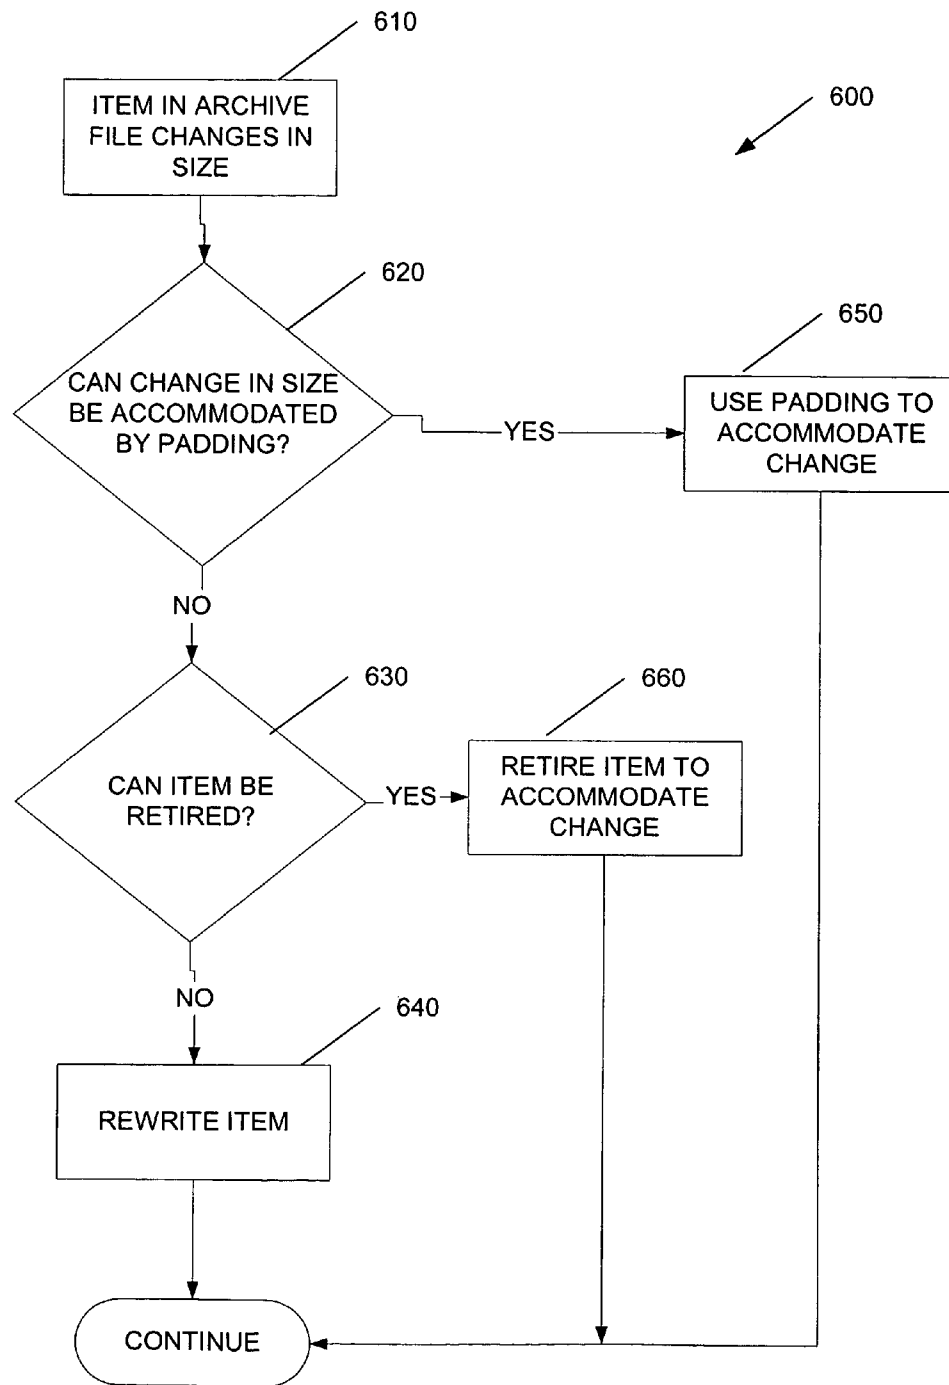 610
ITEM IN ARCHIVE
FILE CHANGES IN
SIZE
600
620
CAN CHANGE IN SIZE
BE ACCOMMODATED
BY PADDING?
YES
650
USE PADDING TO
ACCOMMODATE
CHANGE
NO
630
CAN ITEM BE
RETIRED?
YES
660
RETIRE ITEM TO
ACCOMMODATE
CHANGE
NO
640
REWRITE ITEM
CONTINUE